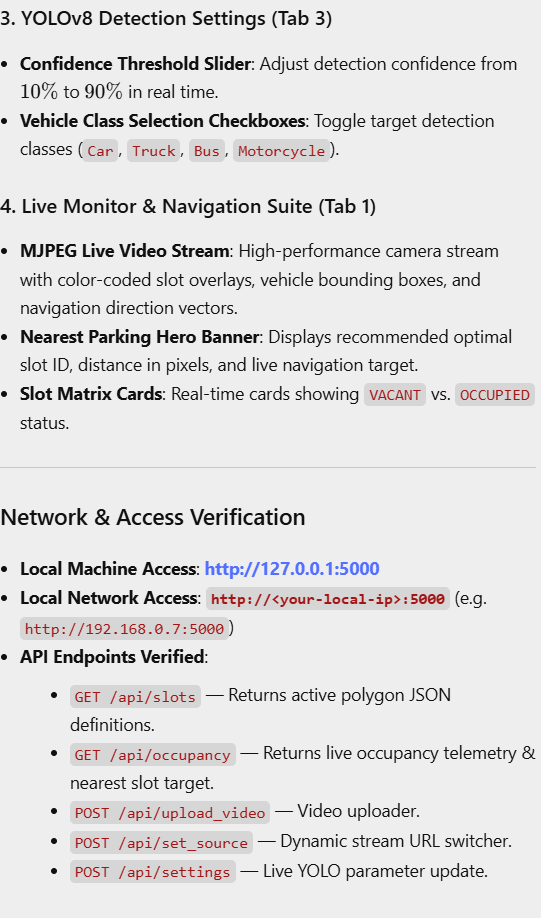 3. YOLOv8 Detection Settings (Tab 3)
• Confidence Threshold Slider: Adjust detection confidence from
10% to 90% in real time.
• Vehicle Class Selection Checkboxes: Toggle target detection
classes (Car, Truck, Bus, Motorcycle).
4. Live Monitor & Navigation Suite (Tab 1)
• MJPEG Live Video Stream: High-performance camera stream
with color-coded slot overlays, vehicle bounding boxes, and
navigation direction vectors.
• Nearest Parking Hero Banner: Displays recommended optimal
slot ID, distance in pixels, and live navigation target.
• Slot Matrix Cards: Real-time cards showing VACANT vs. OCCUPIED
status.
Network & Access Verification
• Local Machine Access: http://127.0.0.1:5000
• Local Network Access: http://<your-local-ip>:5000 (e.g.
http://192.168.0.7:5000)
• API Endpoints Verified:
• GET /api/slots — Returns active polygon JSON
definitions.
• GET /api/occupancy — Returns live occupancy telemetry &
nearest slot target.
• POST /api/upload_video — Video uploader.
• POST /api/set_source — Dynamic stream URL switcher.
• POST /api/settings — Live YOLO parameter update.